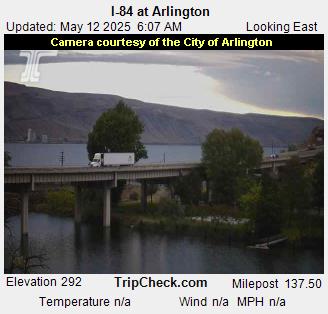 I-84 at Arlington
Updated: May 12 2025 6:07 AM Looking East
Camera courtesy of the City of Arlington
Elevation 292 TripCheck.com Milepost 137.50
Temperature n/a Wind n/a MPH n/a